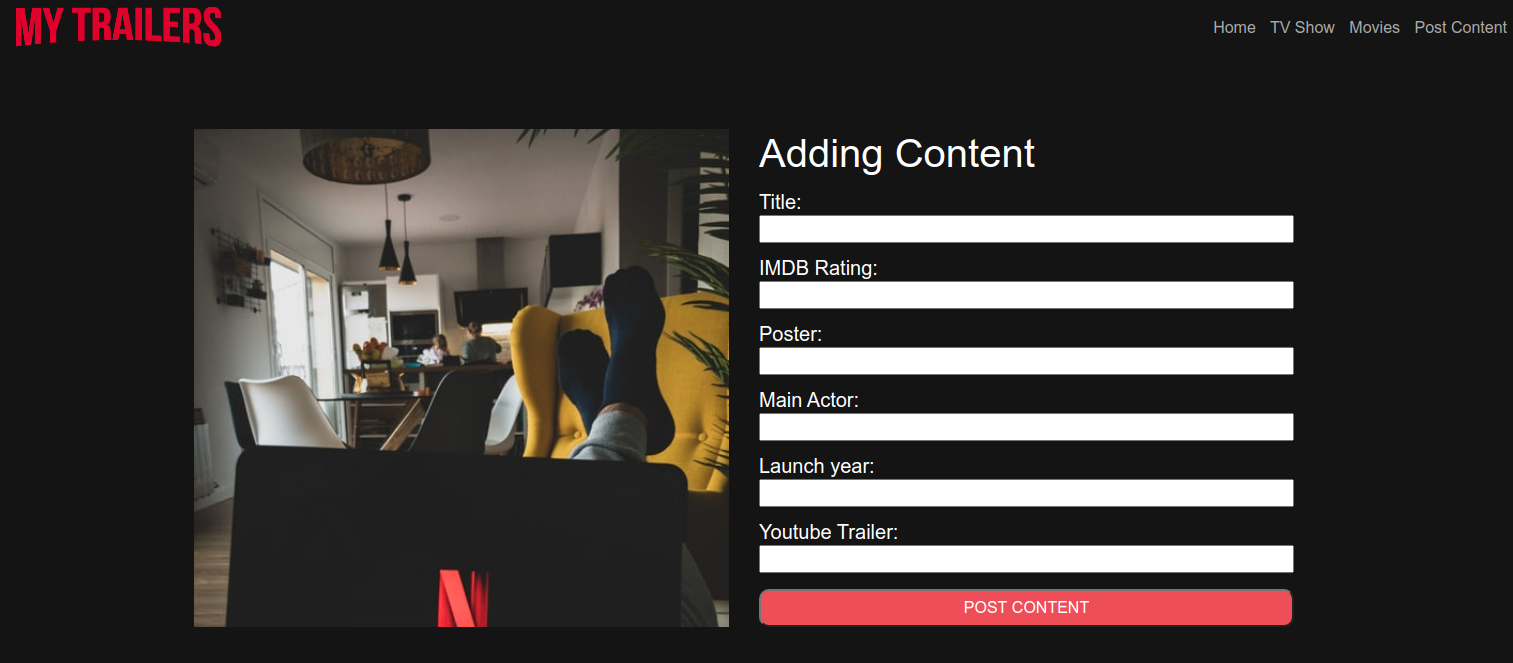 MY TRAILERS
Home TV Show Movies Post Content
Adding Content
Title:
IMDB Rating:
Poster:
Main Actor:
Launch year:
Youtube Trailer:
POST CONTENT
N